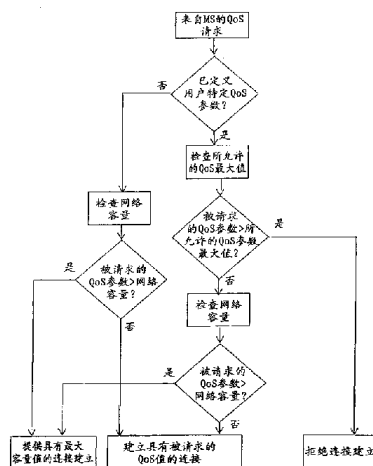 来自MS的QoS
请求
已定义
用户特定QoS
参数?
否
是
检查所允许
的QoS最大值
检查网络
容量
被请求
的QoS参数>所
允许的QoS参数
最大值?
是
否
被请求的
QoS参数>网络
容量?
是
否
检查网络
容量
被请求的
QoS参数>
网络容量?
是
否
提供具有最大
容量值的连接建立
建立具有被请求的
QoS值的连接
拒绝连接建立